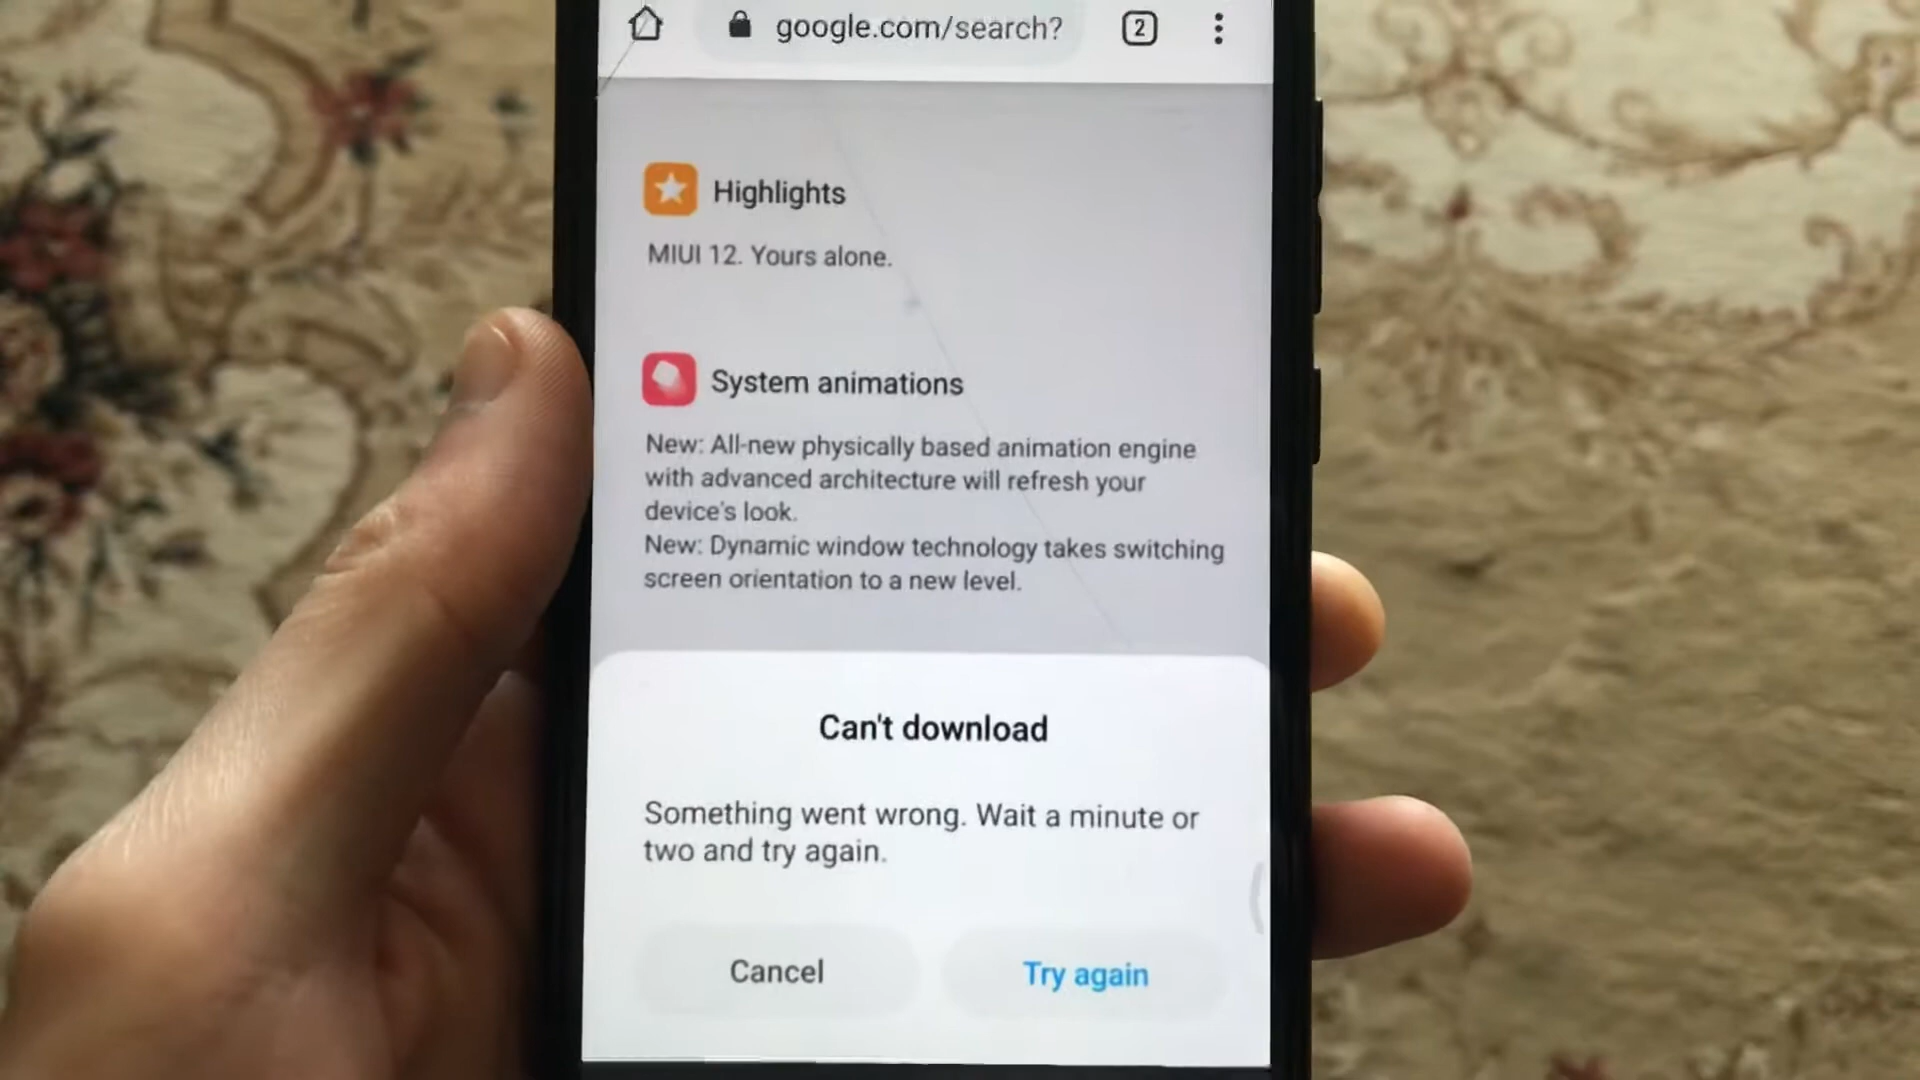 google.com/search?
2
Highlights
MIUI 12. Yours alone.
System animations
New: All-new physically based animation engine
with advanced architecture will refresh your
device's look.
New: Dynamic window technology takes switching
screen orientation to a new level.
Can't download
Something went wrong. Wait a minute or
two and try again.
Cancel
Try again